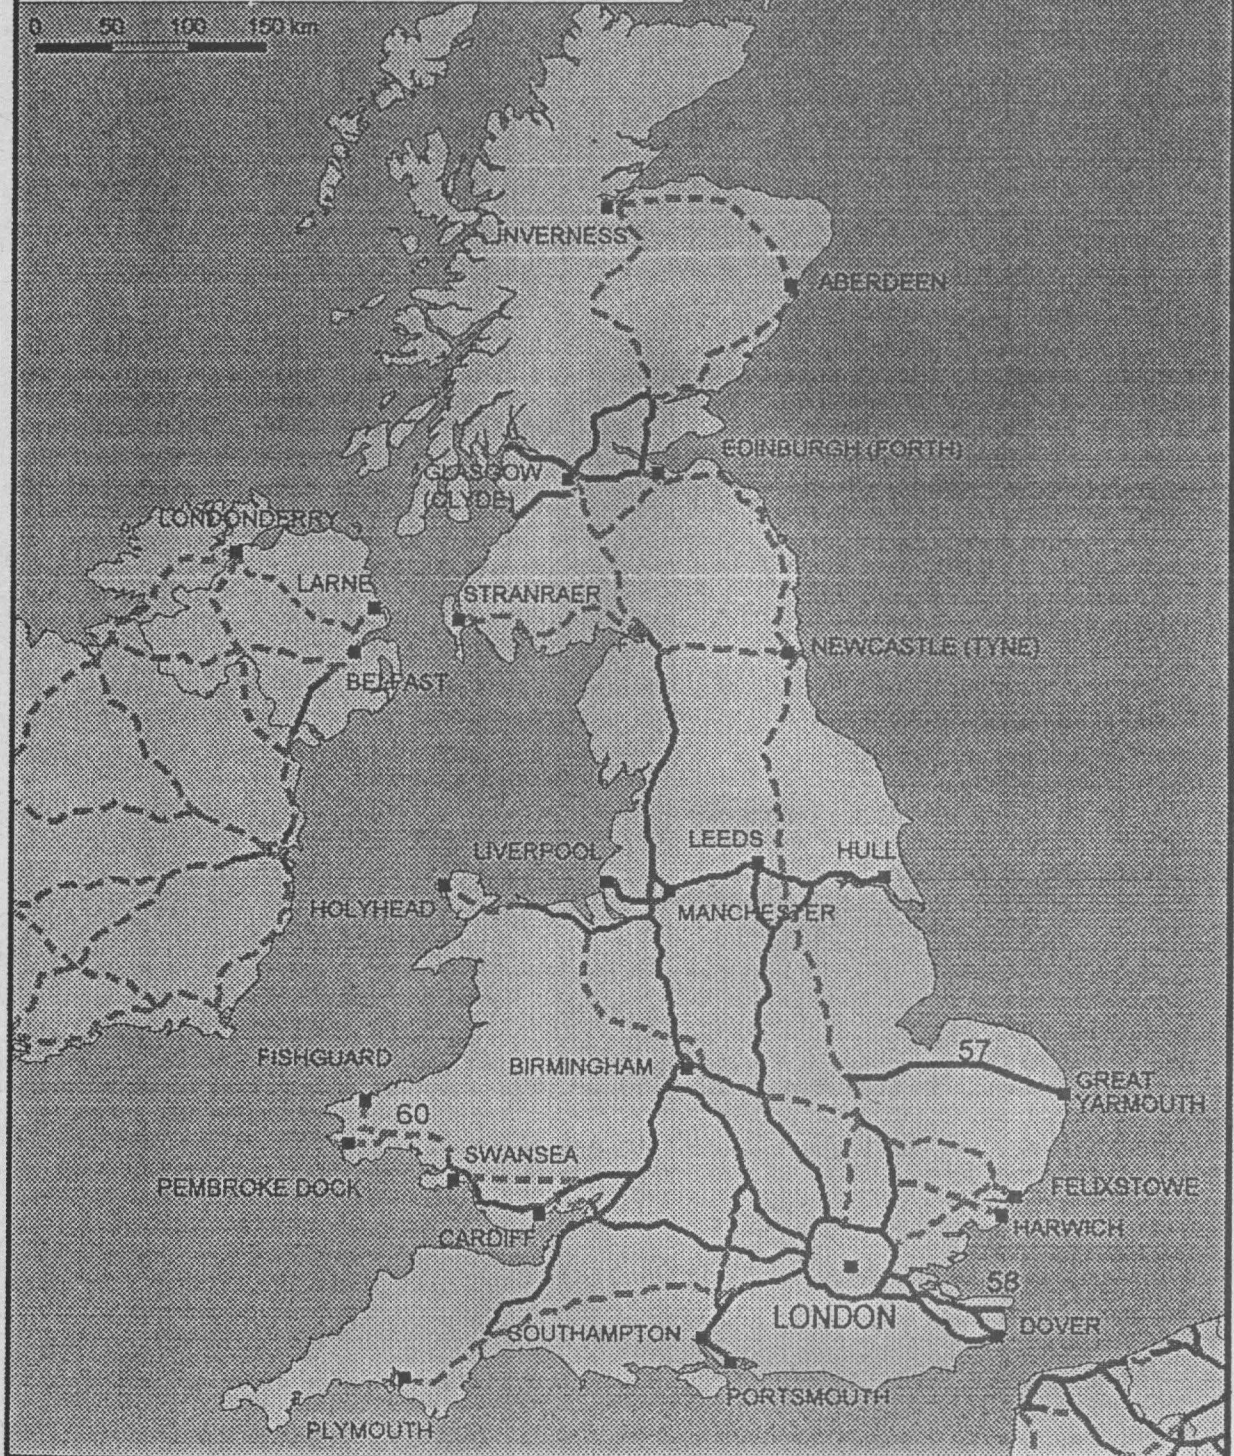 0 50 100 150 km
INVERNESS
ABERDEEN
EDINBURGH (FORTH)
GLASGOW
(CLYDE)
LONDONDERRY
LARNE
STRANRAER
NEWCASTLE (TYNE)
BELFAST
LEEDS
HULL
LIVERPOOL
HOLYHEAD
MANCHESTER
57
FISHGUARD
BIRMINGHAM
GREAT
YARMOUTH
60
SWANSEA
PEMBROKE DOCK
FELIXSTOWE
HARWICH
CARDIFF
58
LONDON
DOVER
SOUTHAMPTON
PORTSMOUTH
PLYMOUTH